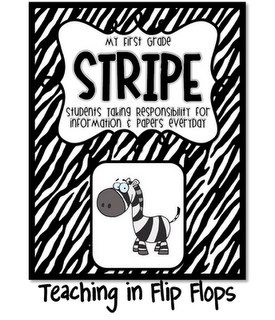 My First Grade
STRIPE
Students Taking Responsibility for
Information & Papers Everyday
Teaching in Flip Flops